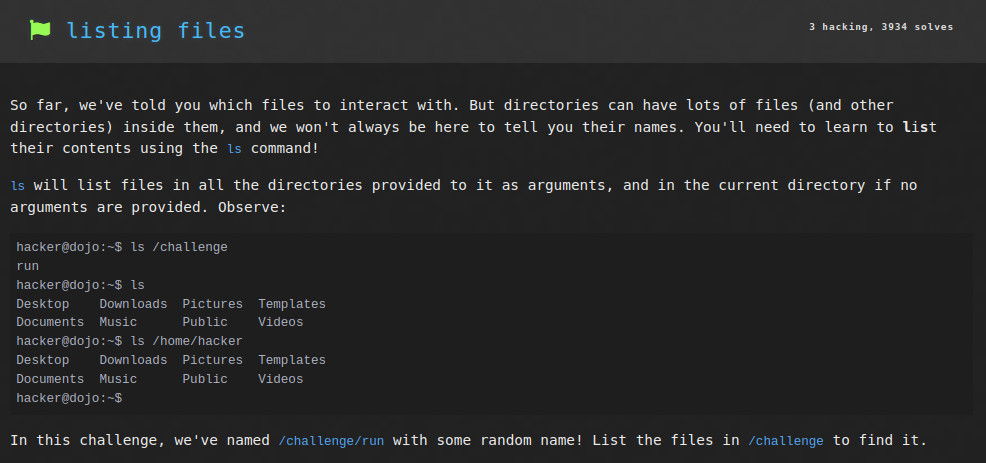 listing files
3 hacking, 3934 solves
So far, we've told you which files to interact with. But directories can have lots of files (and other
directories) inside them, and we won't always be here to tell you their names. You'll need to learn to list
their contents using the ls command!
ls will list files in all the directories provided to it as arguments, and in the current directory if no
arguments are provided. Observe:
hacker@dojo:~$ ls /challenge
run
hacker@dojo:~$ ls
Desktop    Downloads  Pictures  Templates
Documents  Music      Public    Videos
hacker@dojo:~$ ls /home/hacker
Desktop    Downloads  Pictures  Templates
Documents  Music      Public    Videos
hacker@dojo:~$
In this challenge, we've named /challenge/run with some random name! List the files in /challenge to find it.